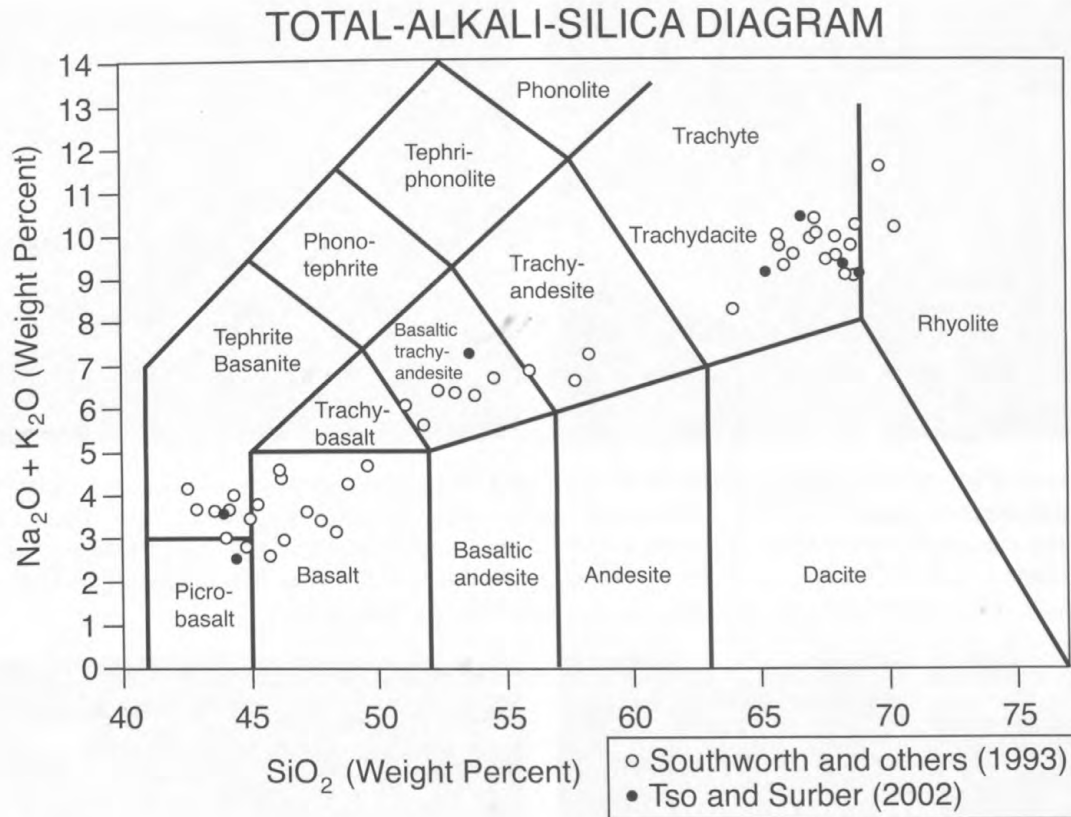 TOTAL-ALKALI-SILICA DIAGRAM
14
13
12
11
10
9
8
7
6
5
4
3
2
1
0
Na₂O + K₂O (Weight Percent)
Phonolite
Trachyte
Tephri-
phonolite
Trachydacite
Phono-
tephrite
Trachy-
andesite
Rhyolite
Tephrite
Basanite
Basaltic
trachy-
andesite
Trachy-
basalt
Picro-
basalt
Basalt
Basaltic
andesite
Andesite
Dacite
40
45
50
55
60
65
70
75
SiO₂ (Weight Percent)
○ Southworth and others (1993)
● Tso and Surber (2002)